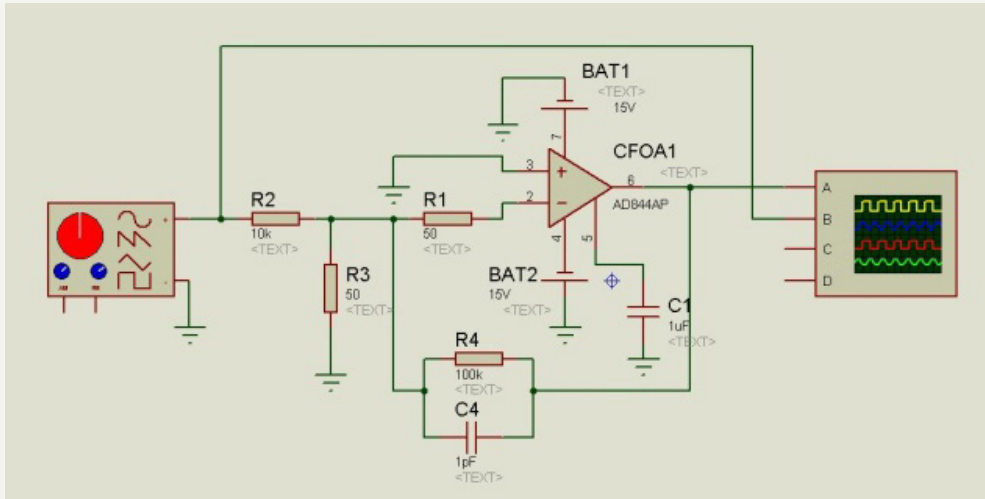 BAT1
<TEXT>
15V
7
CFOA1
<TEXT>
3
+
6
AD844AP
2
−
4
5
R2
10k
<TEXT>
R1
50
<TEXT>
R3
50
<TEXT>
BAT2
15V
<TEXT>
C1
1uF
<TEXT>
R4
100k
<TEXT>
C4
1pF
<TEXT>
A
B
C
D